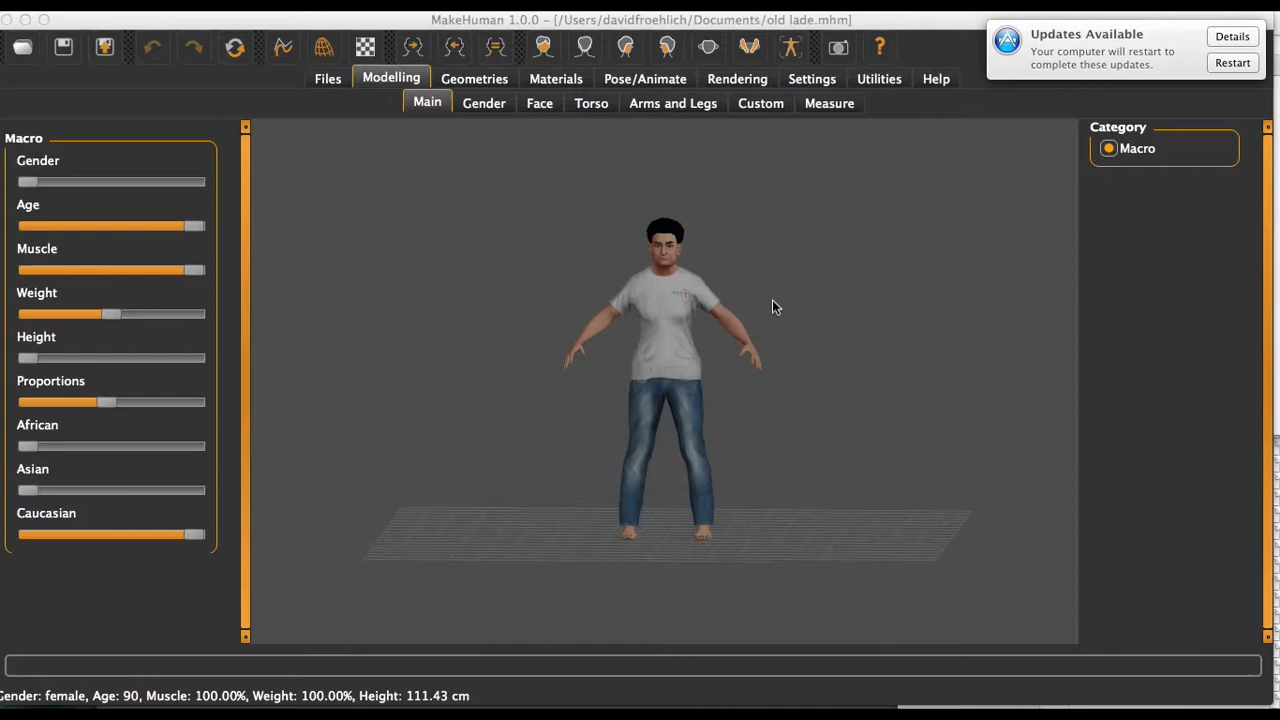 MakeHuman 1.0.0 – [/Users/davidfroehlich/Documents/old lade.mhm]
Updates Available
Your computer will restart to complete these updates.
Details
Restart
Files Modelling Geometries Materials Pose/Animate Rendering Settings Utilities Help
Main Gender Face Torso Arms and Legs Custom Measure
Macro
Gender
Age
Muscle
Weight
Height
Proportions
African
Asian
Caucasian
Category
Macro
Gender: female, Age: 90, Muscle: 100.00%, Weight: 100.00%, Height: 111.43 cm